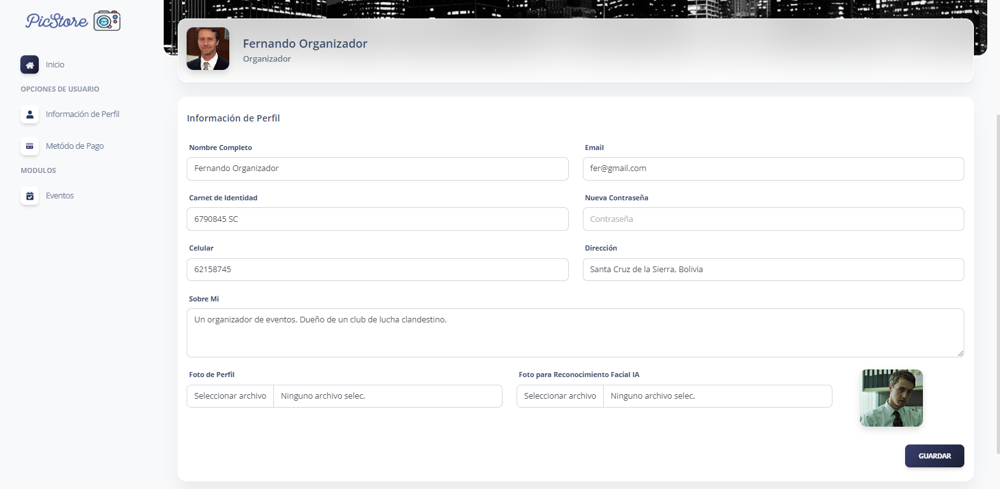 PicStore
Inicio
OPCIONES DE USUARIO
Información de Perfil
Metódo de Pago
MODULOS
Eventos
Fernando Organizador
Organizador
Información de Perfil
Nombre Completo
Email
Fernando Organizador
fer@gmail.com
Carnet de Identidad
Nueva Contraseña
6790845 SC
Contraseña
Celular
Dirección
62158745
Santa Cruz de la Sierra, Bolivia
Sobre Mi
Un organizador de eventos. Dueño de un club de lucha clandestino.
Foto de Perfil
Foto para Reconocimiento Facial IA
Seleccionar archivo Ninguno archivo selec.
Seleccionar archivo Ninguno archivo selec.
GUARDAR